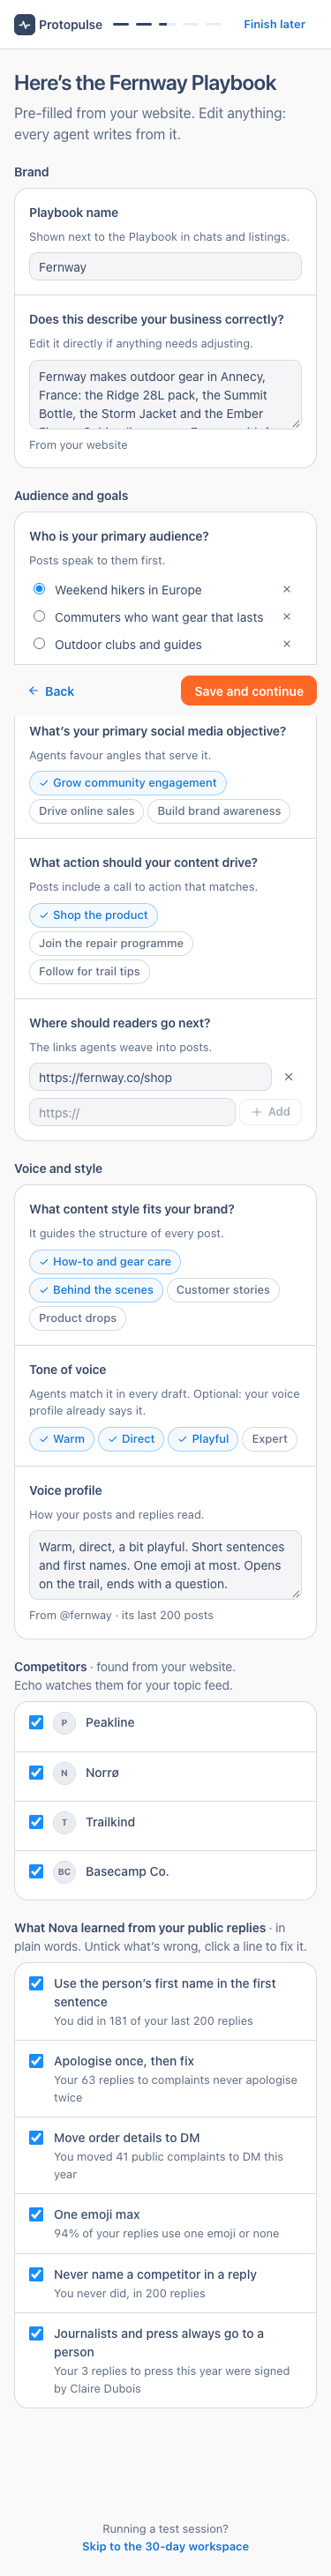 Protopulse
Finish later
Here's the Fernway Playbook
Pre-filled from your website. Edit anything:
every agent writes from it.
Brand
Playbook name
Shown next to the Playbook in chats and listings.
Fernway
Does this describe your business correctly?
Edit it directly if anything needs adjusting.
Fernway makes outdoor gear in Annecy,
France: the Ridge 28L pack, the Summit
Bottle, the Storm Jacket and the Ember
From your website
Audience and goals
Who is your primary audience?
Posts speak to them first.
Weekend hikers in Europe
Commuters who want gear that lasts
Outdoor clubs and guides
Back
Save and continue
What's your primary social media objective?
Agents favour angles that serve it.
Grow community engagement
Drive online sales
Build brand awareness
What action should your content drive?
Posts include a call to action that matches.
Shop the product
Join the repair programme
Follow for trail tips
Where should readers go next?
The links agents weave into posts.
https://fernway.co/shop
https://
Add
Voice and style
What content style fits your brand?
It guides the structure of every post.
How-to and gear care
Behind the scenes
Customer stories
Product drops
Tone of voice
Agents match it in every draft. Optional: your voice
profile already says it.
Warm
Direct
Playful
Expert
Voice profile
How your posts and replies read.
Warm, direct, a bit playful. Short sentences
and first names. One emoji at most. Opens
on the trail, ends with a question.
From @fernway · its last 200 posts
Competitors · found from your website.
Echo watches them for your topic feed.
P
Peakline
N
Norrø
T
Trailkind
BC
Basecamp Co.
What Nova learned from your public replies · in
plain words. Untick what's wrong, click a line to fix it.
Use the person's first name in the first
sentence
You did in 181 of your last 200 replies
Apologise once, then fix
Your 63 replies to complaints never apologise
twice
Move order details to DM
You moved 41 public complaints to DM this
year
One emoji max
94% of your replies use one emoji or none
Never name a competitor in a reply
You never did, in 200 replies
Journalists and press always go to a
person
Your 3 replies to press this year were signed
by Claire Dubois
Running a test session?
Skip to the 30-day workspace